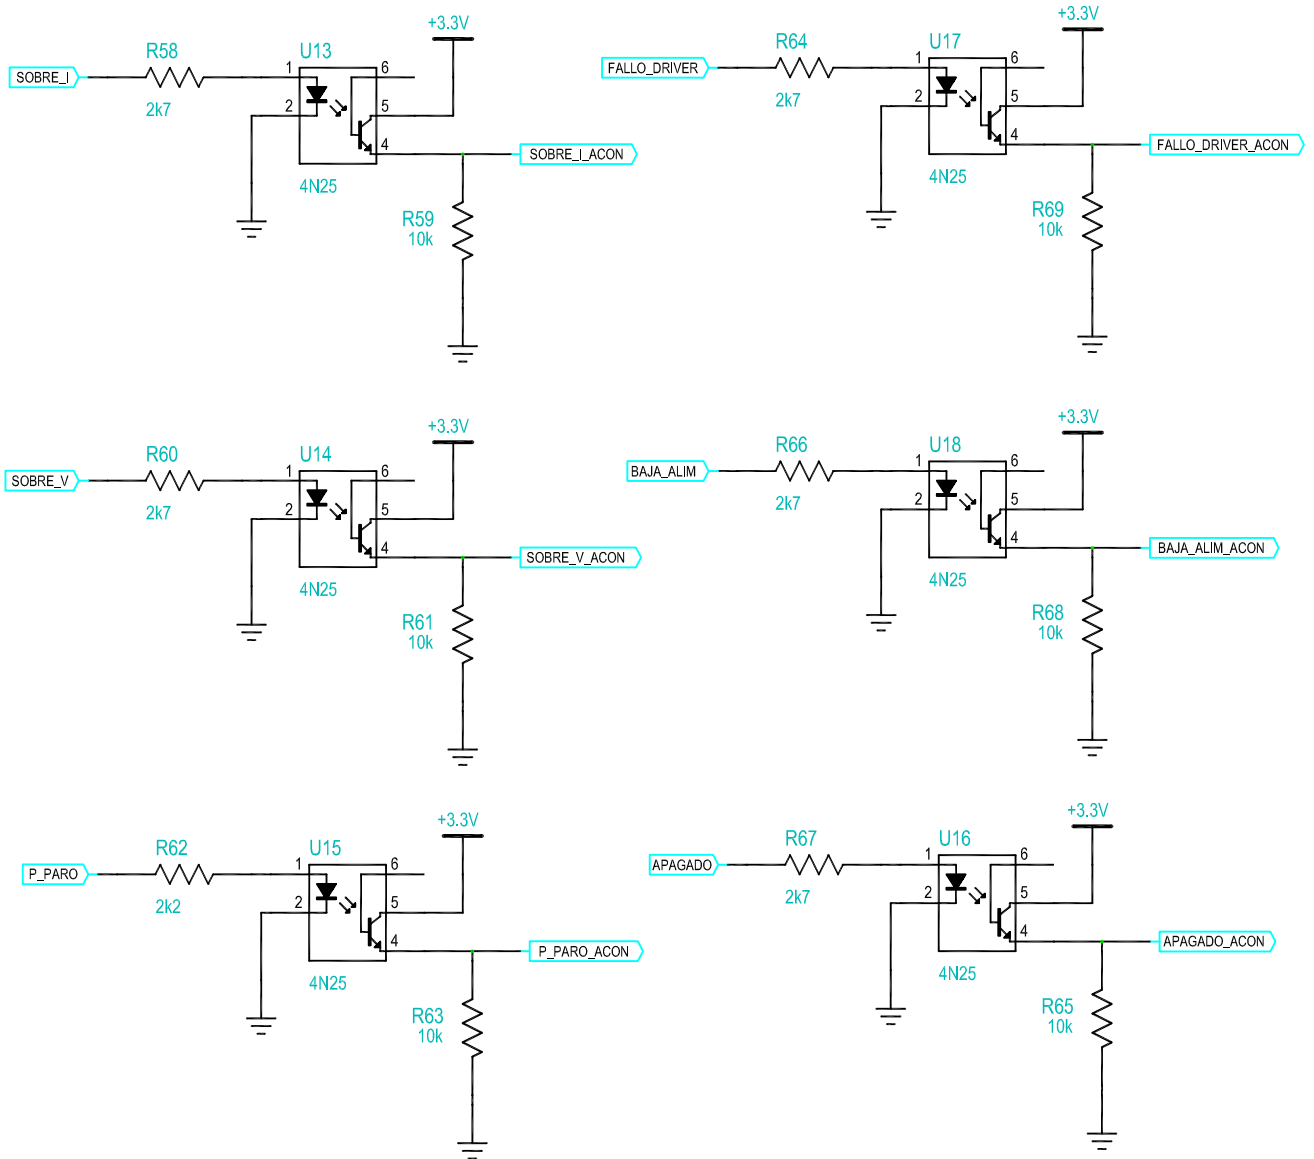 +3.3V
R58
U13
SOBRE_I
1
6
2k7
2
5
4
SOBRE_I_ACON
4N25
R59
10k
+3.3V
R64
U17
FALLO_DRIVER
1
6
2k7
2
5
4
FALLO_DRIVER_ACON
4N25
R69
10k
+3.3V
R60
U14
SOBRE_V
1
6
2k7
2
5
4
SOBRE_V_ACON
4N25
R61
10k
+3.3V
R66
U18
BAJA_ALIM
1
6
2k7
2
5
4
BAJA_ALIM_ACON
4N25
R68
10k
+3.3V
R62
U15
P_PARO
1
6
2k2
2
5
4
P_PARO_ACON
4N25
R63
10k
+3.3V
R67
U16
APAGADO
1
6
2k7
2
5
4
APAGADO_ACON
4N25
R65
10k